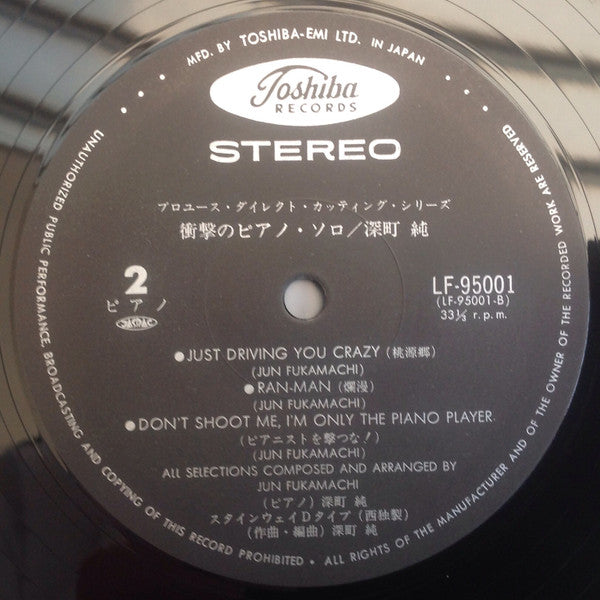 MFD. BY TOSHIBA-EMI LTD. IN JAPAN
Toshiba
RECORDS
STEREO
プロユース・ダイレクト・カッティング・シリーズ
衝撃のピアノ・ソロ/深町 純
2
ピアノ
JASRAC
LF-95001
(LF-95001-B)
33⅓ r.p.m.
●JUST DRIVING YOU CRAZY (桃源郷)
(JUN FUKAMACHI)
●RAN-MAN (爛漫)
(JUN FUKAMACHI)
●DON'T SHOOT ME, I'M ONLY THE PIANO PLAYER.
(ピアニストを撃つな!)
(JUN FUKAMACHI)
ALL SELECTIONS COMPOSED AND ARRANGED BY
JUN FUKAMACHI
(ピアノ) 深町 純
スタインウェイDタイプ (西独製)
(作曲・編曲) 深町 純
UNAUTHORIZED PUBLIC PERFORMANCE, BROADCASTING AND COPYING OF THIS RECORD PROHIBITED • ALL RIGHTS OF THE MANUFACTURER AND OF THE OWNER OF THE RECORDED WORK ARE RESERVED